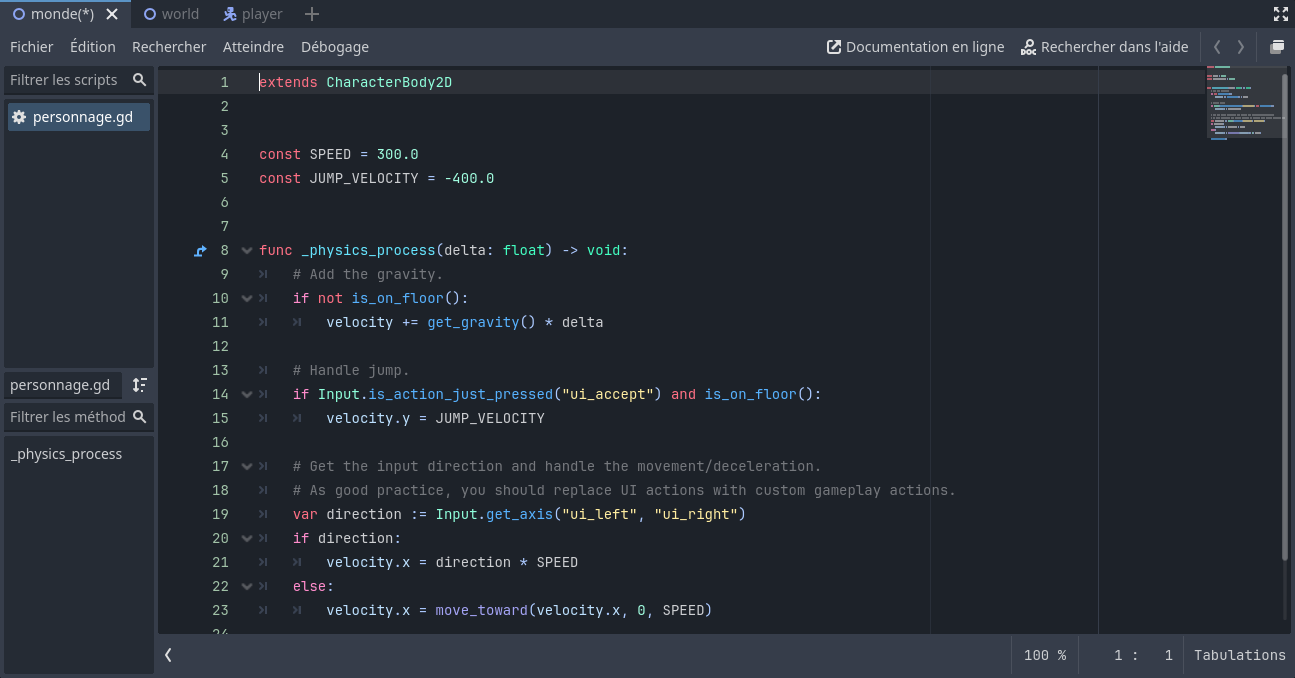 monde(*) world player
Fichier Édition Rechercher Atteindre Débogage Documentation en ligne Rechercher dans l'aide
Filtrer les scripts
personnage.gd
personnage.gd
Filtrer les méthod
_physics_process
1 extends CharacterBody2D
2
3
4 const SPEED = 300.0
5 const JUMP_VELOCITY = -400.0
6
7
8 func _physics_process(delta: float) -> void:
9 # Add the gravity.
10 if not is_on_floor():
11 velocity += get_gravity() * delta
12
13 # Handle jump.
14 if Input.is_action_just_pressed("ui_accept") and is_on_floor():
15 velocity.y = JUMP_VELOCITY
16
17 # Get the input direction and handle the movement/deceleration.
18 # As good practice, you should replace UI actions with custom gameplay actions.
19 var direction := Input.get_axis("ui_left", "ui_right")
20 if direction:
21 velocity.x = direction * SPEED
22 else:
23 velocity.x = move_toward(velocity.x, 0, SPEED)
24
100 % 1 : 1 Tabulations